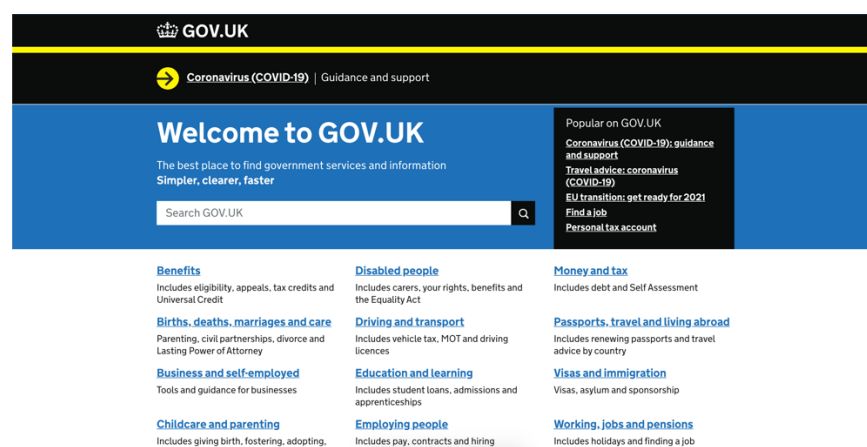 GOV.UK
Coronavirus (COVID-19) | Guidance and support
Welcome to GOV.UK
The best place to find government services and information
Simpler, clearer, faster
Search GOV.UK
Popular on GOV.UK
Coronavirus (COVID-19): guidance
and support
Travel advice: coronavirus
(COVID-19)
EU transition: get ready for 2021
Find a job
Personal tax account
Benefits
Includes eligibility, appeals, tax credits and
Universal Credit
Disabled people
Includes carers, your rights, benefits and
the Equality Act
Money and tax
Includes debt and Self Assessment
Births, deaths, marriages and care
Parenting, civil partnerships, divorce and
Lasting Power of Attorney
Driving and transport
Includes vehicle tax, MOT and driving
licences
Passports, travel and living abroad
Includes renewing passports and travel
advice by country
Business and self-employed
Tools and guidance for businesses
Education and learning
Includes student loans, admissions and
apprenticeships
Visas and immigration
Visas, asylum and sponsorship
Childcare and parenting
Includes giving birth, fostering, adopting,
Employing people
Includes pay, contracts and hiring
Working, jobs and pensions
Includes holidays and finding a job